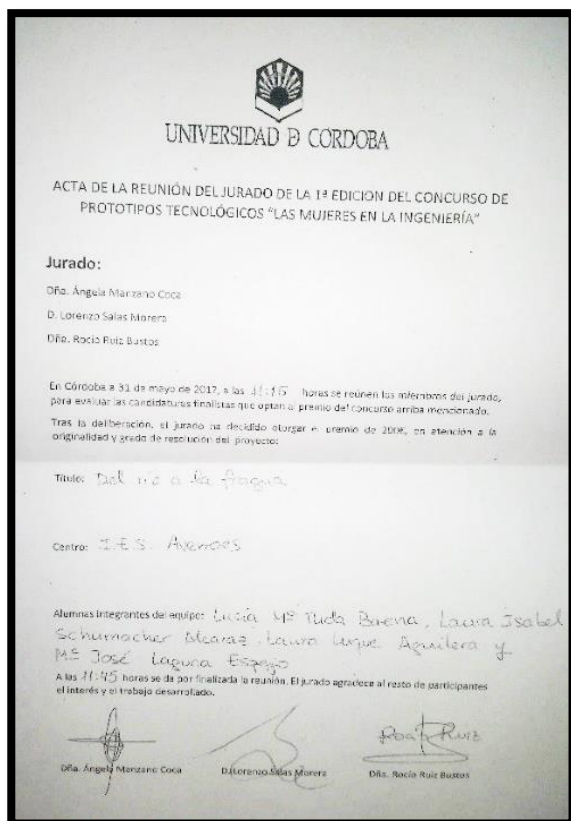 UNIVERSIDAD D CORDOBA
ACTA DE LA REUNIÓN DEL JURADO DE LA 1ª EDICION DEL CONCURSO DE
PROTOTIPOS TECNOLÓGICOS "LAS MUJERES EN LA INGENIERÍA"
Jurado:
Dña. Ángela Manzano Coca
D. Lorenzo Salas Morera
Dña. Rocío Ruiz Bustos
En Córdoba a 31 de mayo de 2017, a las 11:15 horas se reúnen los miembros del jurado,
para evaluar las candidaturas finalistas que optan a premio del concurso arriba mencionado.
Tras la deliberación, el jurado ha decidido otorgar el premio de 200€, en atención a la
originalidad y grado de resolución del proyecto:
Título: Del río a la fragua
Centro: I.E.S. Averroes
Alumnas integrantes del equipo: Lucía Mª Tuda Baena, Laura Isabel
Schumacher Alcaraz, Laura Luque Aguilera y
Mª José Laguna Espejo
A las 11:45 horas se da por finalizada la reunión. El jurado agradece al resto de participantes
el interés y el trabajo desarrollado.
Rocío Ruiz
Dña. Ángela Manzano Coca D. Lorenzo Salas Morera Dña. Rocío Ruiz Bustos